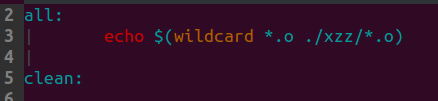 2 all:
3 | echo $(wildcard *.o ./xzz/*.o)
4 |
5 clean:
6